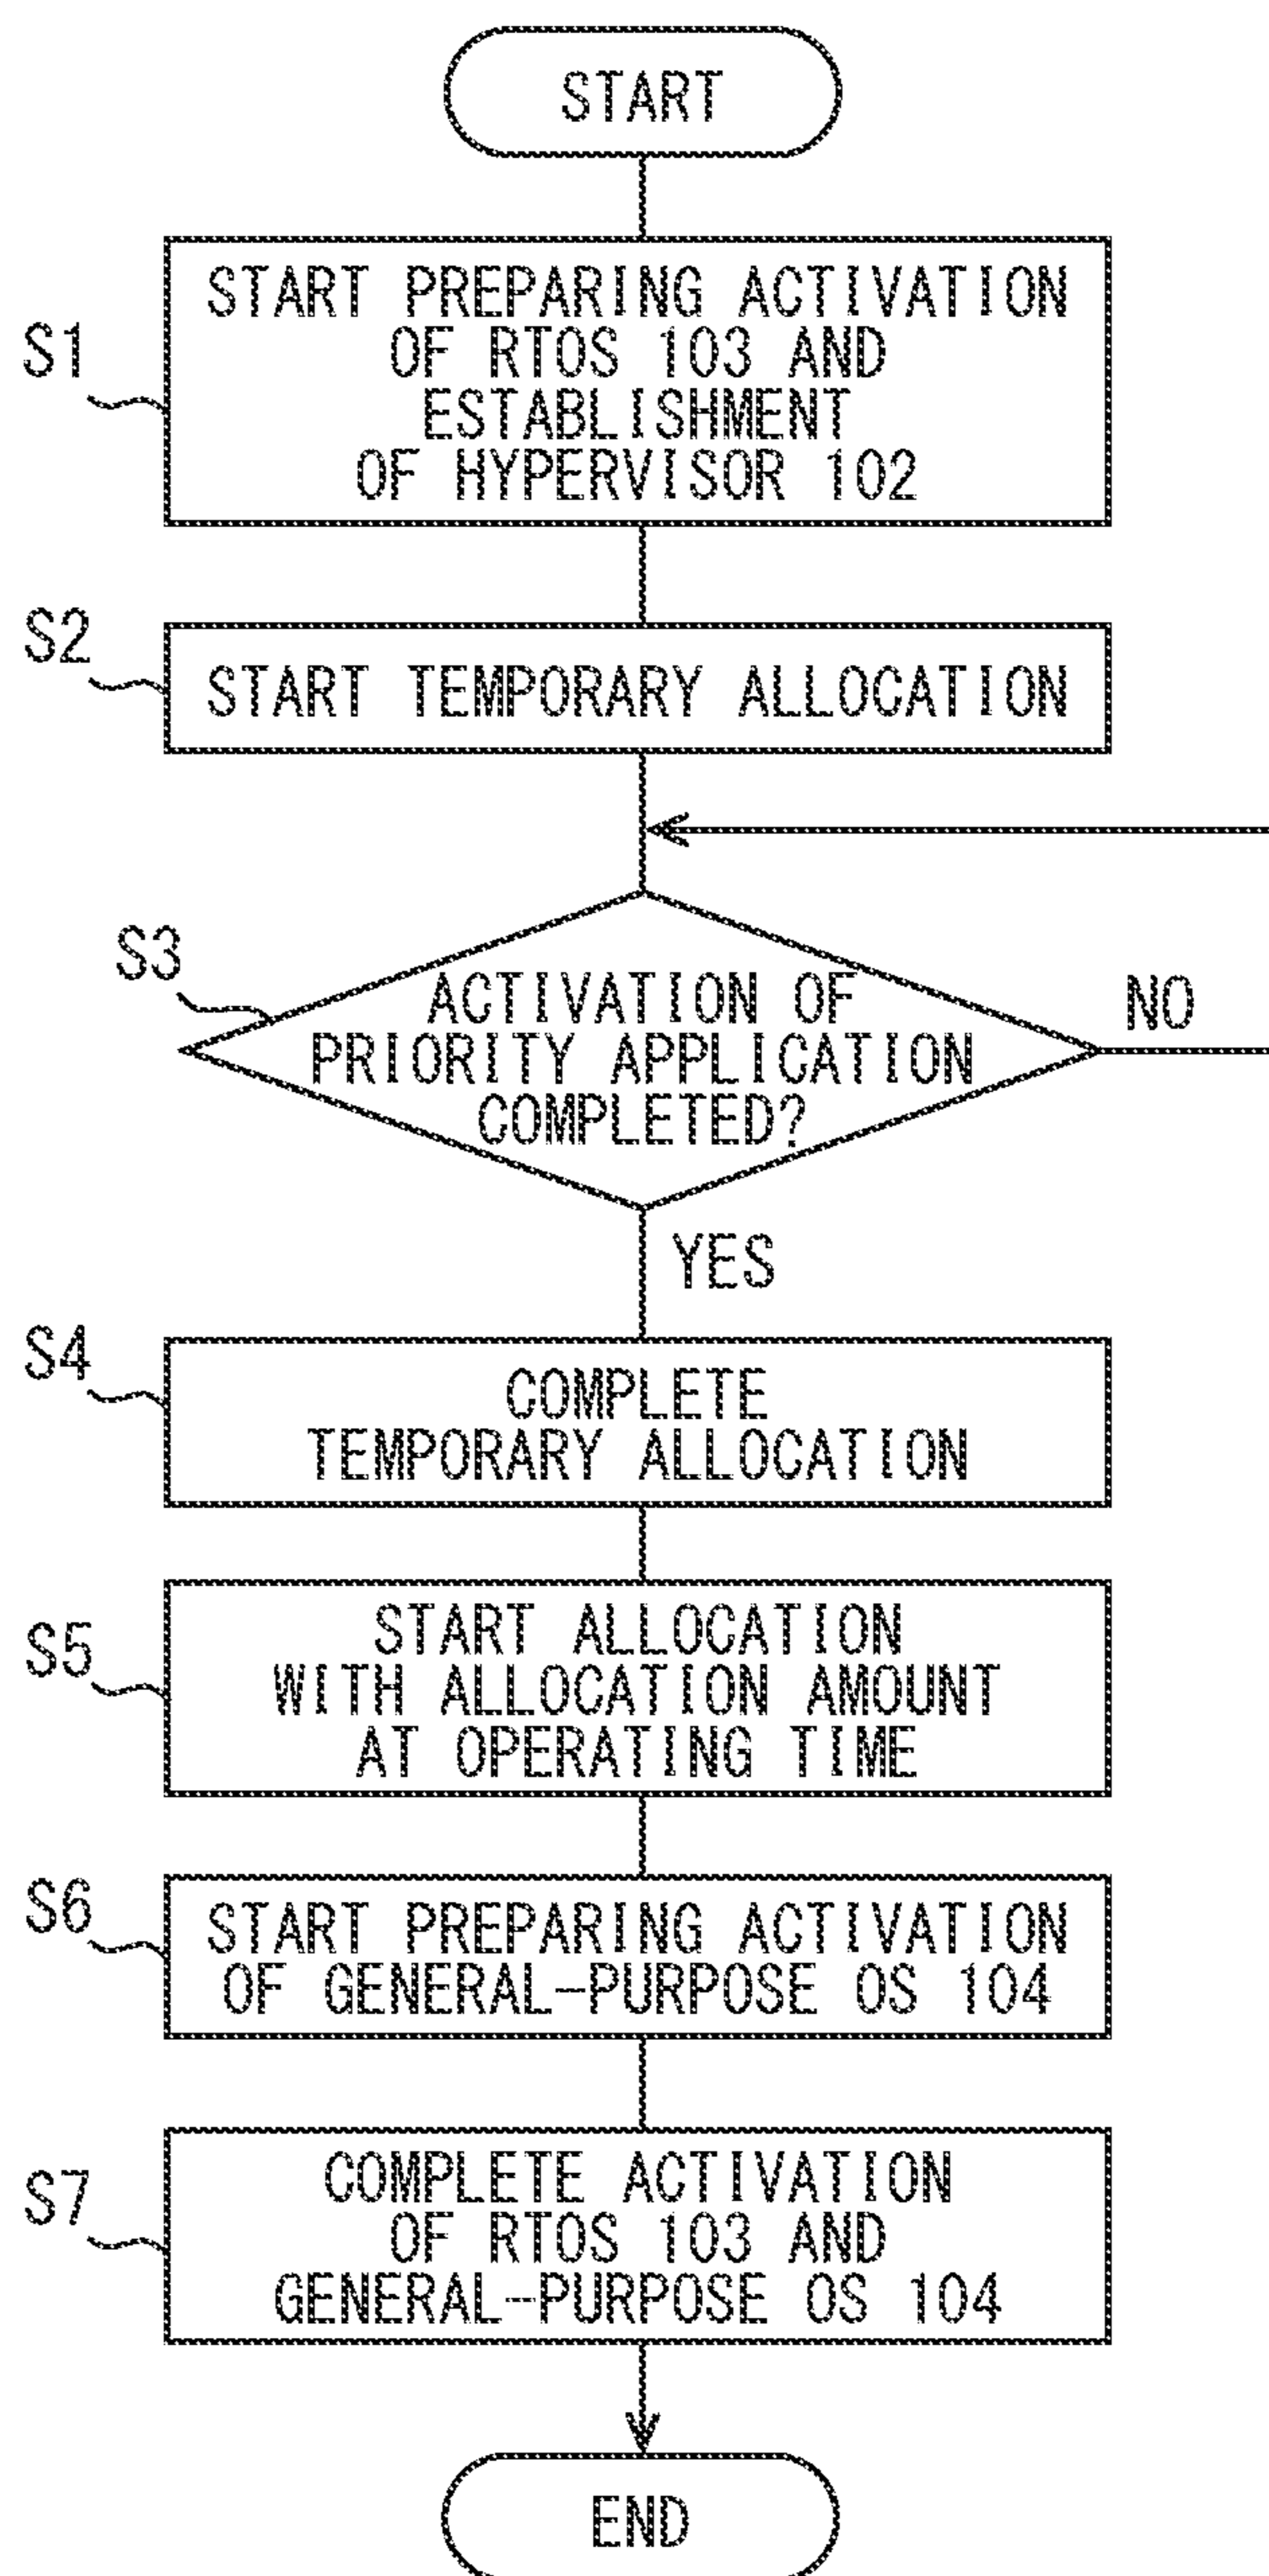 START
S1
START PREPARING ACTIVATION
OF RTOS 103 AND
ESTABLISHMENT
OF HYPERVISOR 102
S2
START TEMPORARY ALLOCATION
S3
ACTIVATION OF
PRIORITY APPLICATION
COMPLETED?
NO
YES
S4
COMPLETE
TEMPORARY ALLOCATION
S5
START ALLOCATION
WITH ALLOCATION AMOUNT
AT OPERATING TIME
S6
START PREPARING ACTIVATION
OF GENERAL-PURPOSE OS 104
S7
COMPLETE ACTIVATION
OF RTOS 103 AND
GENERAL-PURPOSE OS 104
END